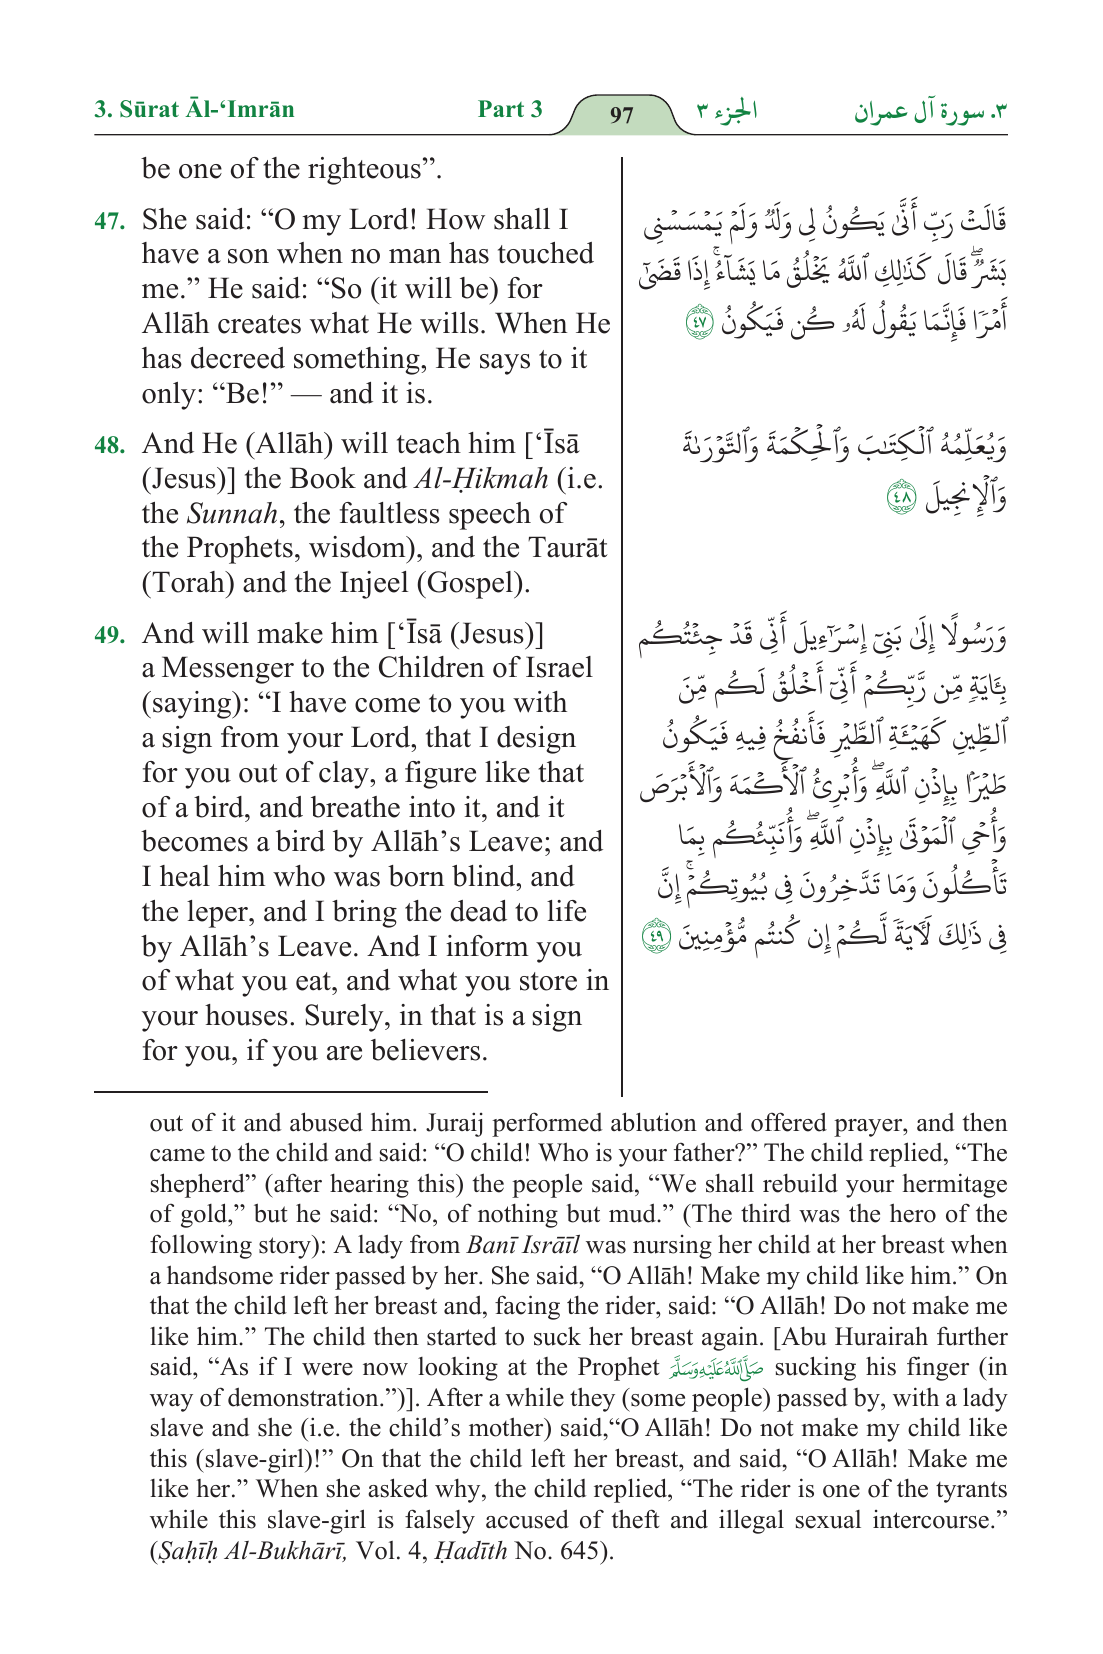 3. Sūrat Āl-‘Imrān
Part 3
97
الجزء ٣
٣. سورة آل عمران
be one of the righteous”.
47. She said: “O my Lord! How shall I
have a son when no man has touched
me.” He said: “So (it will be) for
Allāh creates what He wills. When He
has decreed something, He says to it
only: “Be!” — and it is.
48. And He (Allāh) will teach him [‘Īsā
(Jesus)] the Book and Al-Ḥikmah (i.e.
the Sunnah, the faultless speech of
the Prophets, wisdom), and the Taurāt
(Torah) and the Injeel (Gospel).
49. And will make him [‘Īsā (Jesus)]
a Messenger to the Children of Israel
(saying): “I have come to you with
a sign from your Lord, that I design
for you out of clay, a figure like that
of a bird, and breathe into it, and it
becomes a bird by Allāh’s Leave; and
I heal him who was born blind, and
the leper, and I bring the dead to life
by Allāh’s Leave. And I inform you
of what you eat, and what you store in
your houses. Surely, in that is a sign
for you, if you are believers.
قَالَتۡ رَبِّ أَنَّىٰ يَكُونُ لِي وَلَدٞ وَلَمۡ يَمۡسَسۡنِي
بَشَرٞۖ قَالَ كَذَٰلِكِ ٱللَّهُ يَخۡلُقُ مَا يَشَآءُۚ إِذَا قَضَىٰٓ
أَمۡرٗا فَإِنَّمَا يَقُولُ لَهُۥ كُن فَيَكُونُ ٤٧
وَيُعَلِّمُهُ ٱلۡكِتَٰبَ وَٱلۡحِكۡمَةَ وَٱلتَّوۡرَىٰةَ
وَٱلۡإِنجِيلَ ٤٨
وَرَسُولًا إِلَىٰ بَنِيٓ إِسۡرَٰٓءِيلَ أَنِّي قَدۡ جِئۡتُكُم
بِـَٔايَةٖ مِّن رَّبِّكُمۡ أَنِّيٓ أَخۡلُقُ لَكُم مِّنَ
ٱلطِّينِ كَهَيۡـَٔةِ ٱلطَّيۡرِ فَأَنفُخُ فِيهِ فَيَكُونُ
طَيۡرَۢا بِإِذۡنِ ٱللَّهِۖ وَأُبۡرِئُ ٱلۡأَكۡمَهَ وَٱلۡأَبۡرَصَ
وَأُحۡيِ ٱلۡمَوۡتَىٰ بِإِذۡنِ ٱللَّهِۖ وَأُنَبِّئُكُم بِمَا
تَأۡكُلُونَ وَمَا تَدَّخِرُونَ فِي بُيُوتِكُمۡۚ إِنَّ
فِي ذَٰلِكَ لَأٓيَةٗ لَّكُمۡ إِن كُنتُم مُّؤۡمِنِينَ ٤٩
out of it and abused him. Juraij performed ablution and offered prayer, and then
came to the child and said: “O child! Who is your father?” The child replied, “The
shepherd” (after hearing this) the people said, “We shall rebuild your hermitage
of gold,” but he said: “No, of nothing but mud.” (The third was the hero of the
following story): A lady from Banī Isrāīl was nursing her child at her breast when
a handsome rider passed by her. She said, “O Allāh! Make my child like him.” On
that the child left her breast and, facing the rider, said: “O Allāh! Do not make me
like him.” The child then started to suck her breast again. [Abu Hurairah further
said, “As if I were now looking at the Prophet صَلَّى ٱللَّهُ عَلَيْهِ وَسَلَّمَ sucking his finger (in
way of demonstration.”)]. After a while they (some people) passed by, with a lady
slave and she (i.e. the child’s mother) said,“O Allāh! Do not make my child like
this (slave-girl)!” On that the child left her breast, and said, “O Allāh! Make me
like her.” When she asked why, the child replied, “The rider is one of the tyrants
while this slave-girl is falsely accused of theft and illegal sexual intercourse.”
(Ṣaḥīḥ Al-Bukhārī, Vol. 4, Ḥadīth No. 645).